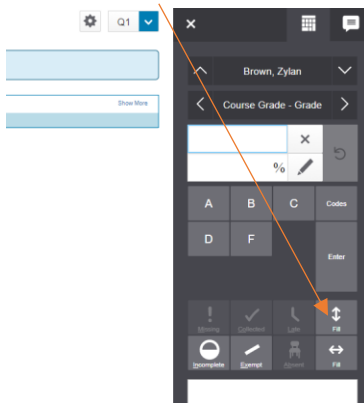 Q1
Show More
Brown, Zylan
Course Grade - Grade
%
A B C Codes
D F
Enter
Missing Collected Late Fill
Incomplete Exempt Absent Fill